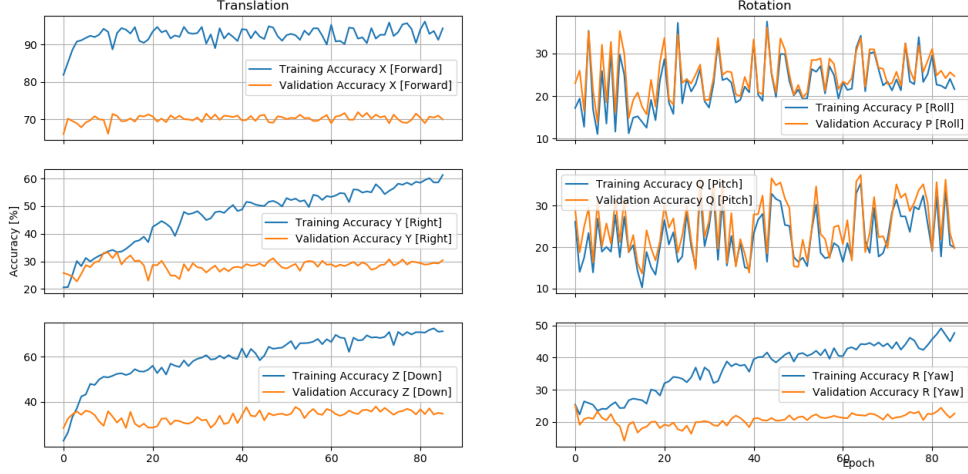 Translation
90
80
70
Training Accuracy X [Forward]
Validation Accuracy X [Forward]
Rotation
30
20
10
Training Accuracy P [Roll]
Validation Accuracy P [Roll]
Accuracy [%]
60
50
40
30
20
Training Accuracy Y [Right]
Validation Accuracy Y [Right]
30
20
10
Training Accuracy Q [Pitch]
Validation Accuracy Q [Pitch]
60
40
Training Accuracy Z [Down]
Validation Accuracy Z [Down]
0
20
40
60
80
50
40
30
20
Training Accuracy R [Yaw]
Validation Accuracy R [Yaw]
0
20
40
60
80
Epoch